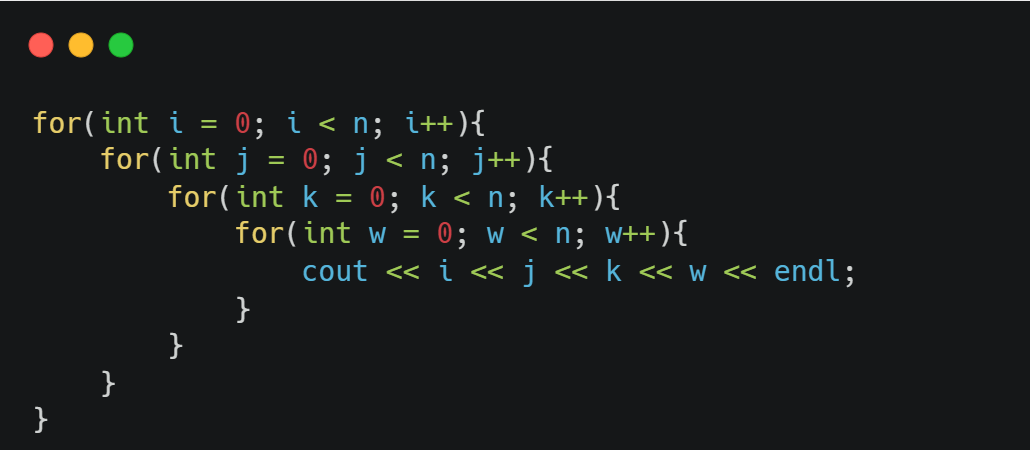 for(int i = 0; i < n; i++){
    for(int j = 0; j < n; j++){
        for(int k = 0; k < n; k++){
            for(int w = 0; w < n; w++){
                cout << i << j << k << w << endl;
            }
        }
    }
}